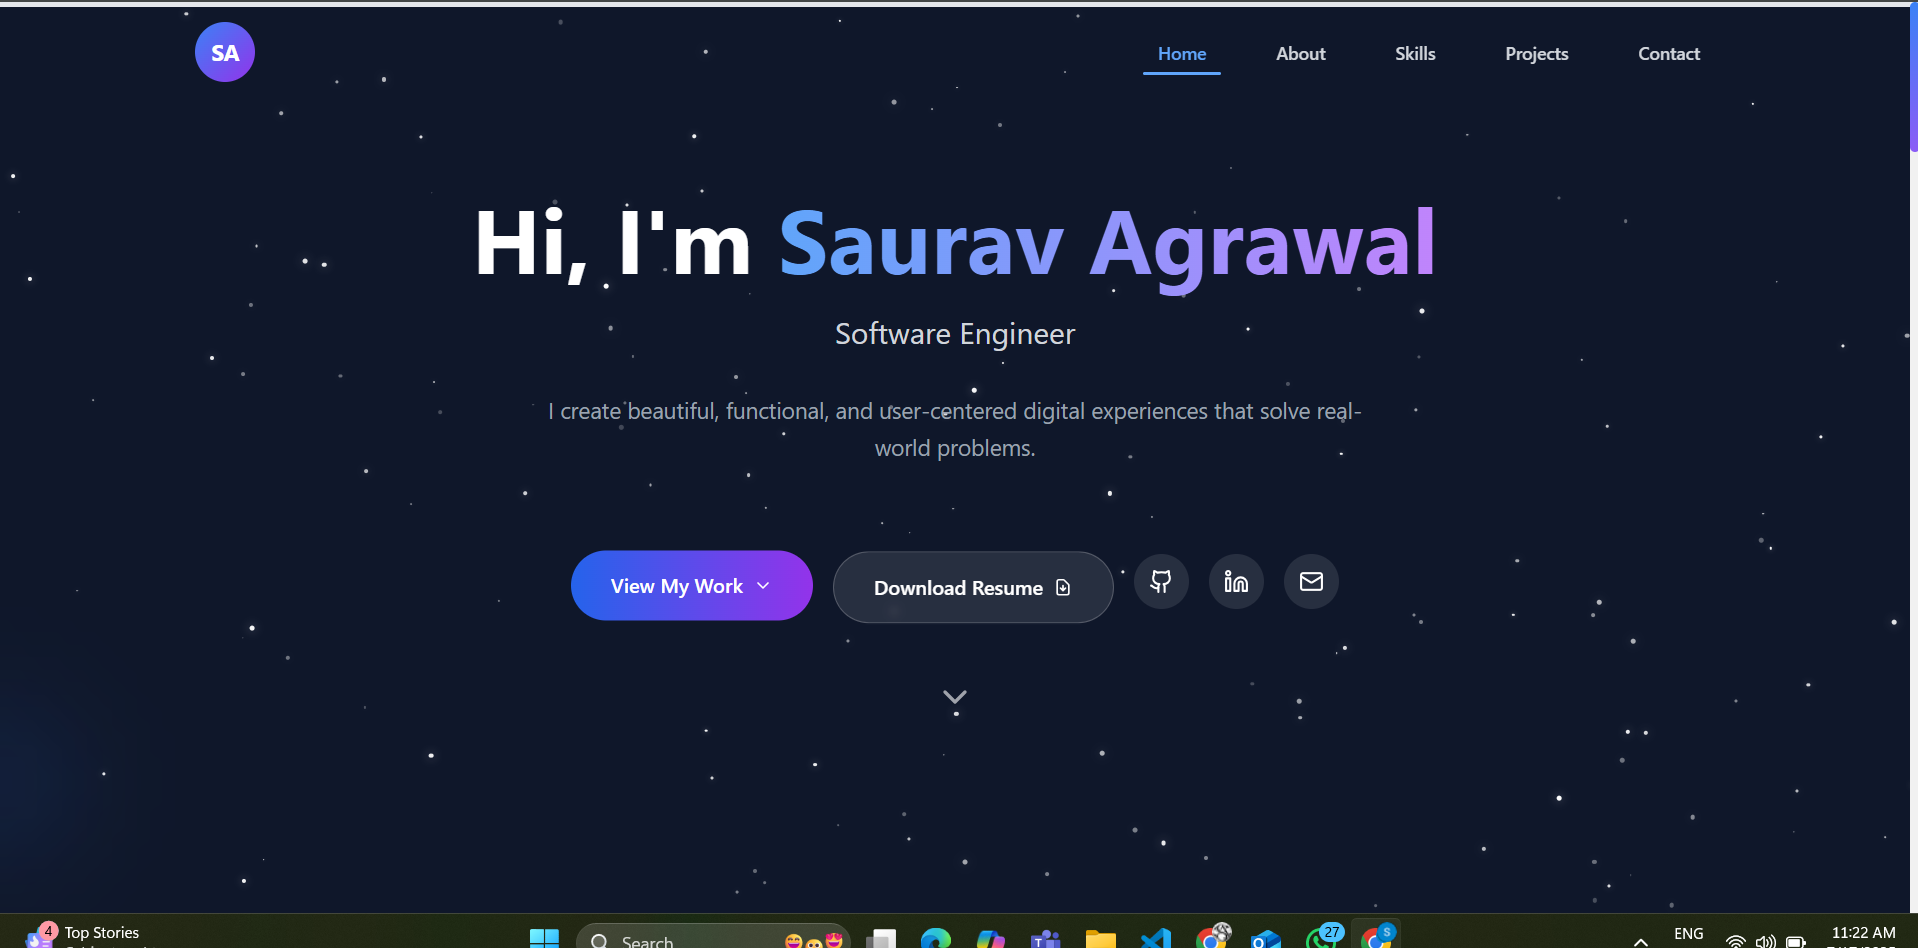 SA
Home About Skills Projects Contact
Hi, I'm Saurav Agrawal
Software Engineer
I create beautiful, functional, and user-centered digital experiences that solve real-
world problems.
View My Work
Download Resume
4
Top Stories
Search
27
S
ENG
11:22 AM